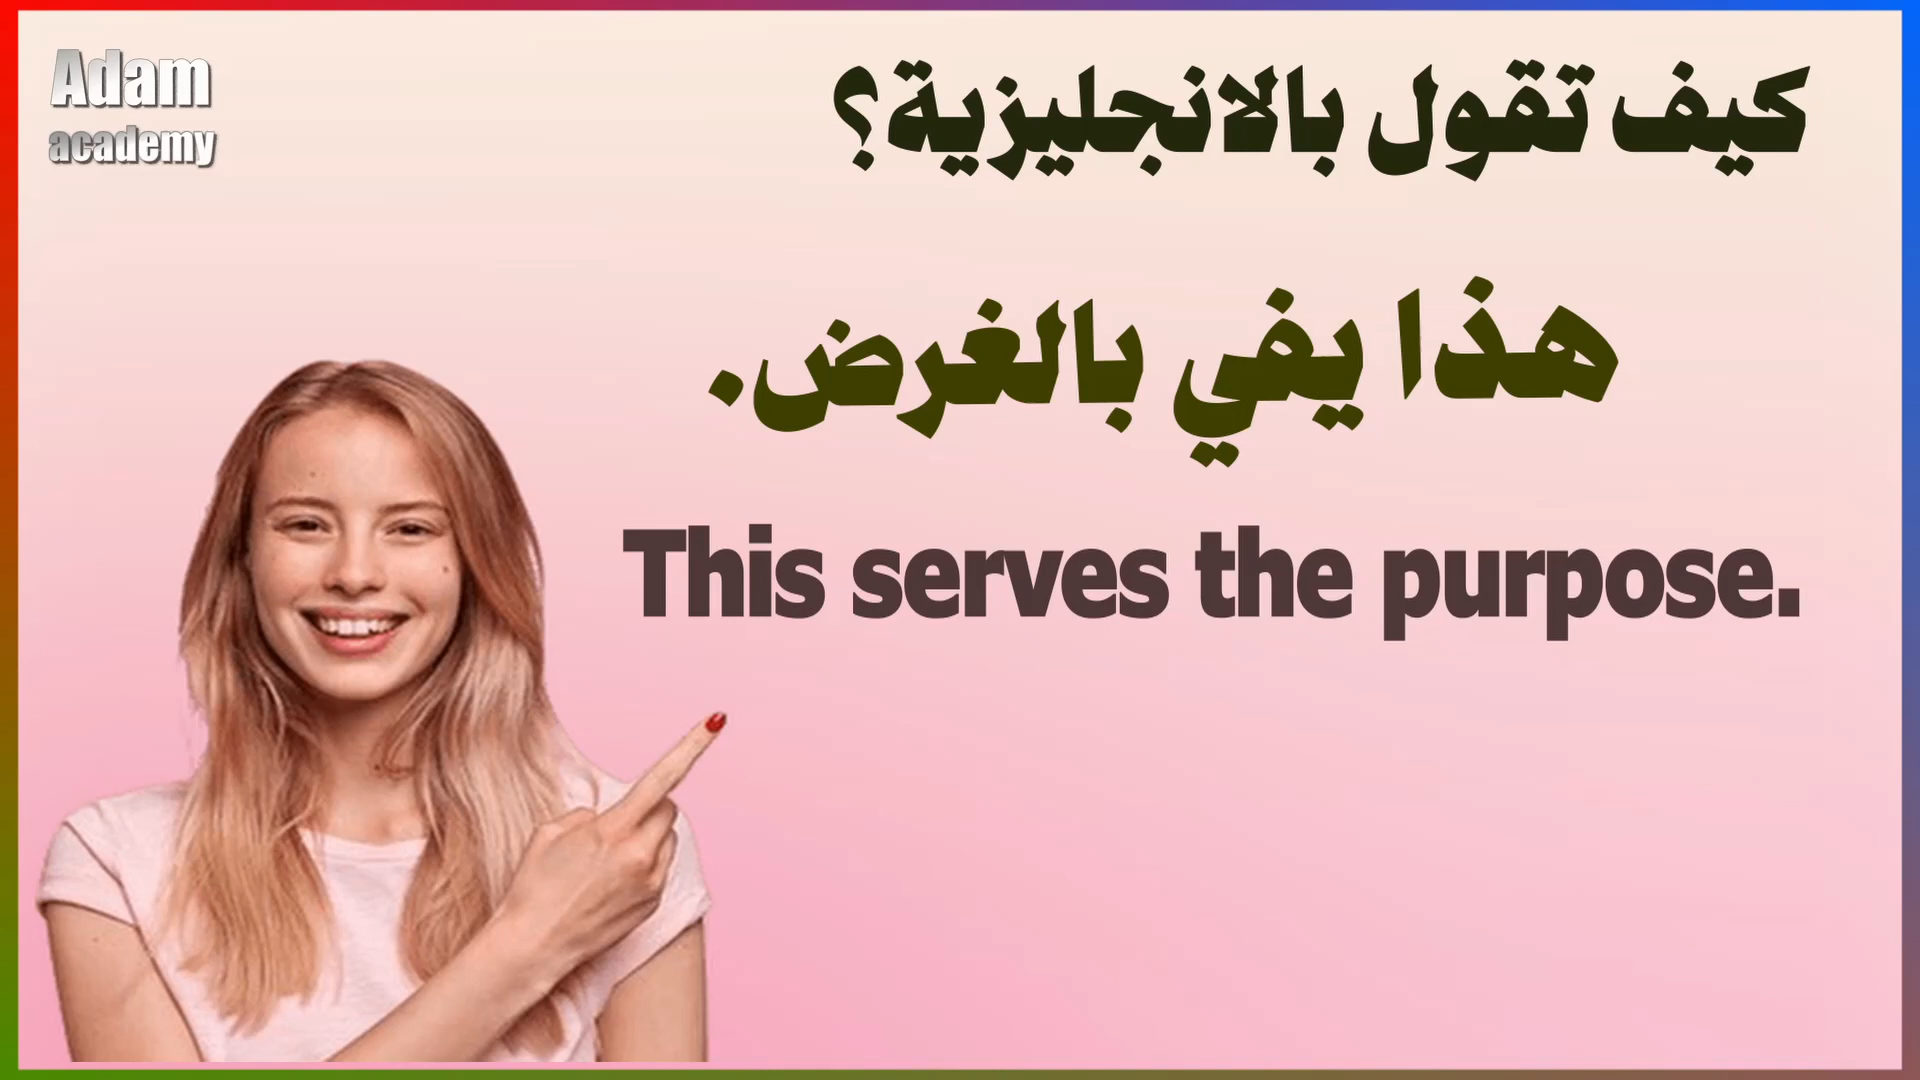 Adam
academy
كيف تقول بالانجليزية؟
هذا يفي بالغرض.
This serves the purpose.